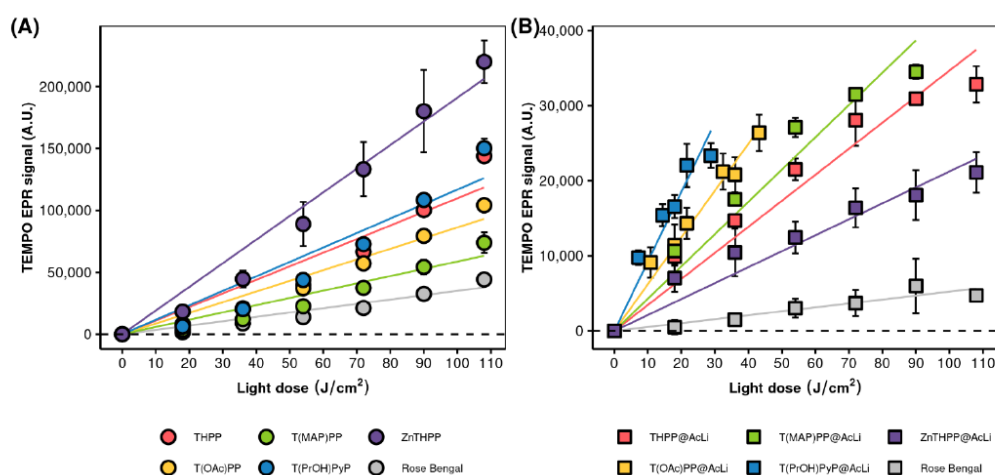 (A)
TEMPO EPR signal (A.U.)
200,000
150,000
100,000
50,000
0
0 10 20 30 40 50 60 70 80 90 100 110
Light dose (J/cm²)
THPP
T(MAP)PP
ZnTHPP
T(OAc)PP
T(PrOH)PyP
Rose Bengal
(B)
TEMPO EPR signal (A.U.)
40,000
30,000
20,000
10,000
0
0 10 20 30 40 50 60 70 80 90 100 110
Light dose (J/cm²)
THPP@AcLi
T(MAP)PP@AcLi
ZnTHPP@AcLi
T(OAc)PP@AcLi
T(PrOH)PyP@AcLi
Rose Bengal